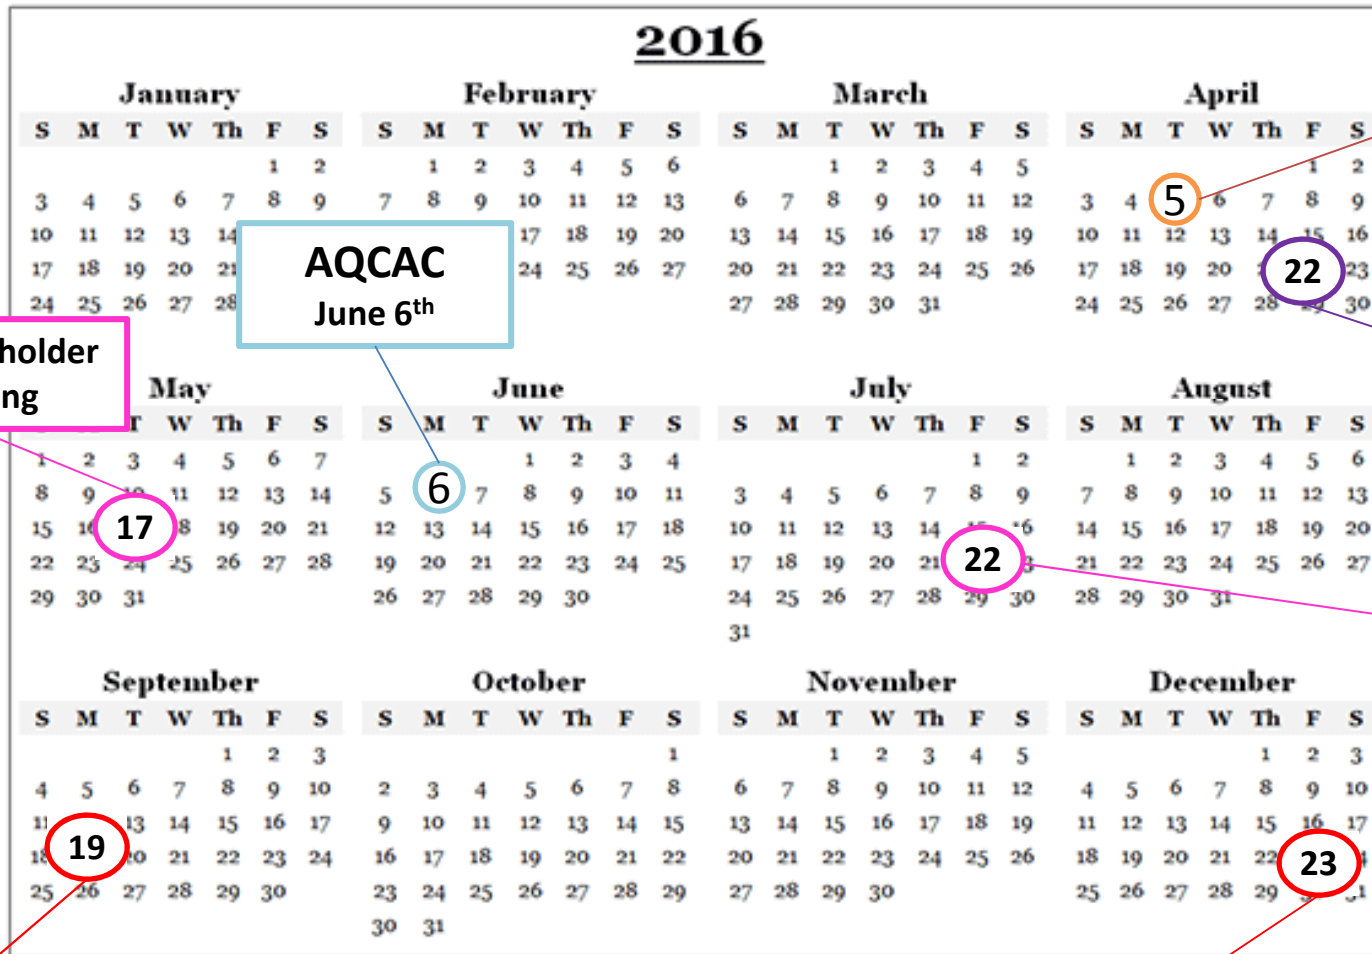 2016
January February March April
S M T W Th F S S M T W Th F S S M T W Th F S S M T W Th F S
1 2 1 2 3 4 5 6 1 2 3 4 5 1 2
3 4 5 6 7 8 9 7 8 9 10 11 12 13 6 7 8 9 10 11 12 3 4 5 6 7 8 9
10 11 12 13 14 17 18 19 20 13 14 15 16 17 18 19 10 11 12 13 14 15 16
17 18 19 20 21 24 25 26 27 20 21 22 23 24 25 26 17 18 19 20 22 23
24 25 26 27 28 27 28 29 30 31 24 25 26 27 28 29 30
AQCAC
June 6th
holder
ng
May June July August
T W Th F S S M T W Th F S S M T W Th F S S M T W Th F S
1 2 3 4 5 6 7 1 2 3 4 1 2 1 2 3 4 5 6
8 9 10 11 12 13 14 5 6 7 8 9 10 11 3 4 5 6 7 8 9 7 8 9 10 11 12 13
15 16 17 18 19 20 21 12 13 14 15 16 17 18 10 11 12 13 14 15 16 14 15 16 17 18 19 20
22 23 24 25 26 27 28 19 20 21 22 23 24 25 17 18 19 20 21 22 21 22 23 24 25 26 27
29 30 31 26 27 28 29 30 24 25 26 27 28 29 30 28 29 30 31
31
September October November December
S M T W Th F S S M T W Th F S S M T W Th F S S M T W Th F S
1 2 3 1 1 2 3 4 5 1 2 3
4 5 6 7 8 9 10 2 3 4 5 6 7 8 6 7 8 9 10 11 12 4 5 6 7 8 9 10
11 13 14 15 16 17 9 10 11 12 13 14 15 13 14 15 16 17 18 19 11 12 13 14 15 16 17
18 19 20 21 22 23 24 16 17 18 19 20 21 22 20 21 22 23 24 25 26 18 19 20 21 22 23
25 26 27 28 29 30 23 24 25 26 27 28 29 27 28 29 30 25 26 27 28 29
30 31